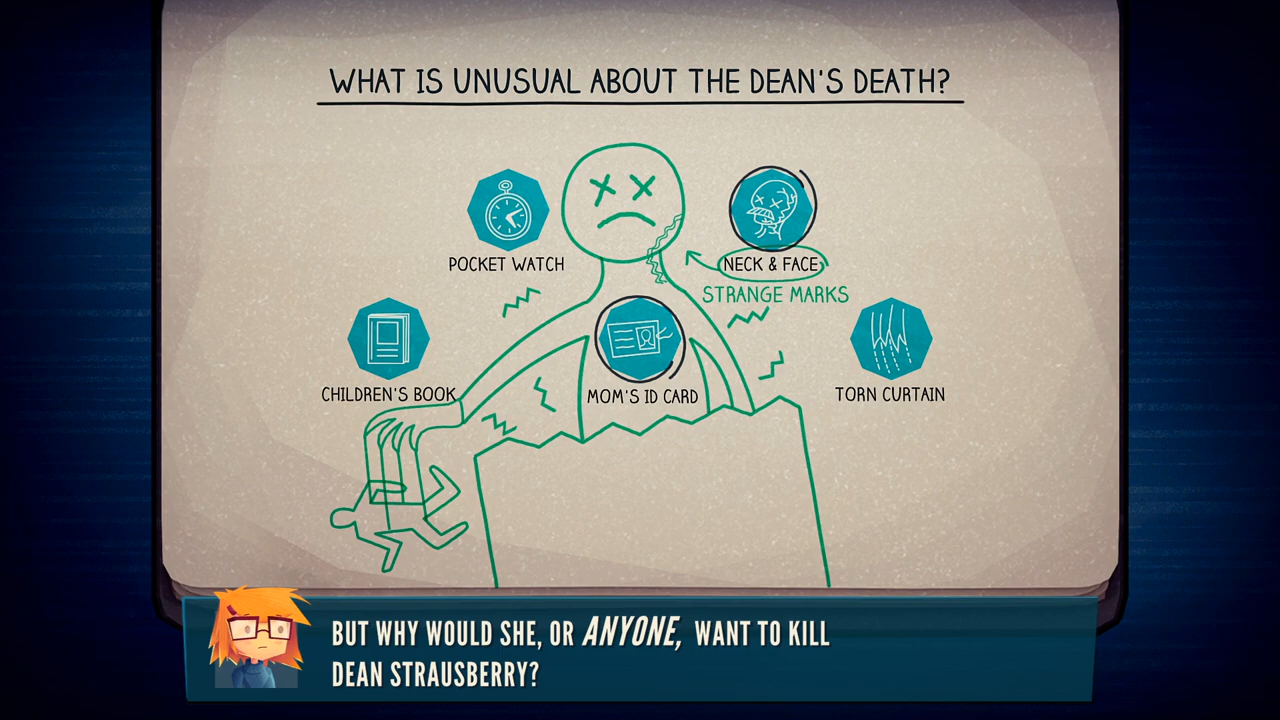 WHAT IS UNUSUAL ABOUT THE DEAN'S DEATH?
POCKET WATCH
NECK & FACE
STRANGE MARKS
CHILDREN'S BOOK
MOM'S ID CARD
TORN CURTAIN
BUT WHY WOULD SHE, OR ANYONE, WANT TO KILL
DEAN STRAUSBERRY?